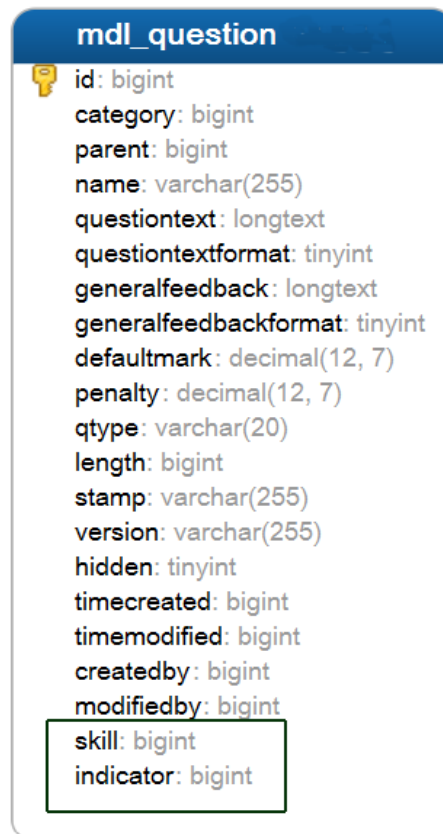 mdl_question
id: bigint
category: bigint
parent: bigint
name: varchar(255)
questiontext: longtext
questiontextformat: tinyint
generalfeedback: longtext
generalfeedbackformat: tinyint
defaultmark: decimal(12, 7)
penalty: decimal(12, 7)
qtype: varchar(20)
length: bigint
stamp: varchar(255)
version: varchar(255)
hidden: tinyint
timecreated: bigint
timemodified: bigint
createdby: bigint
modifiedby: bigint
skill: bigint
indicator: bigint